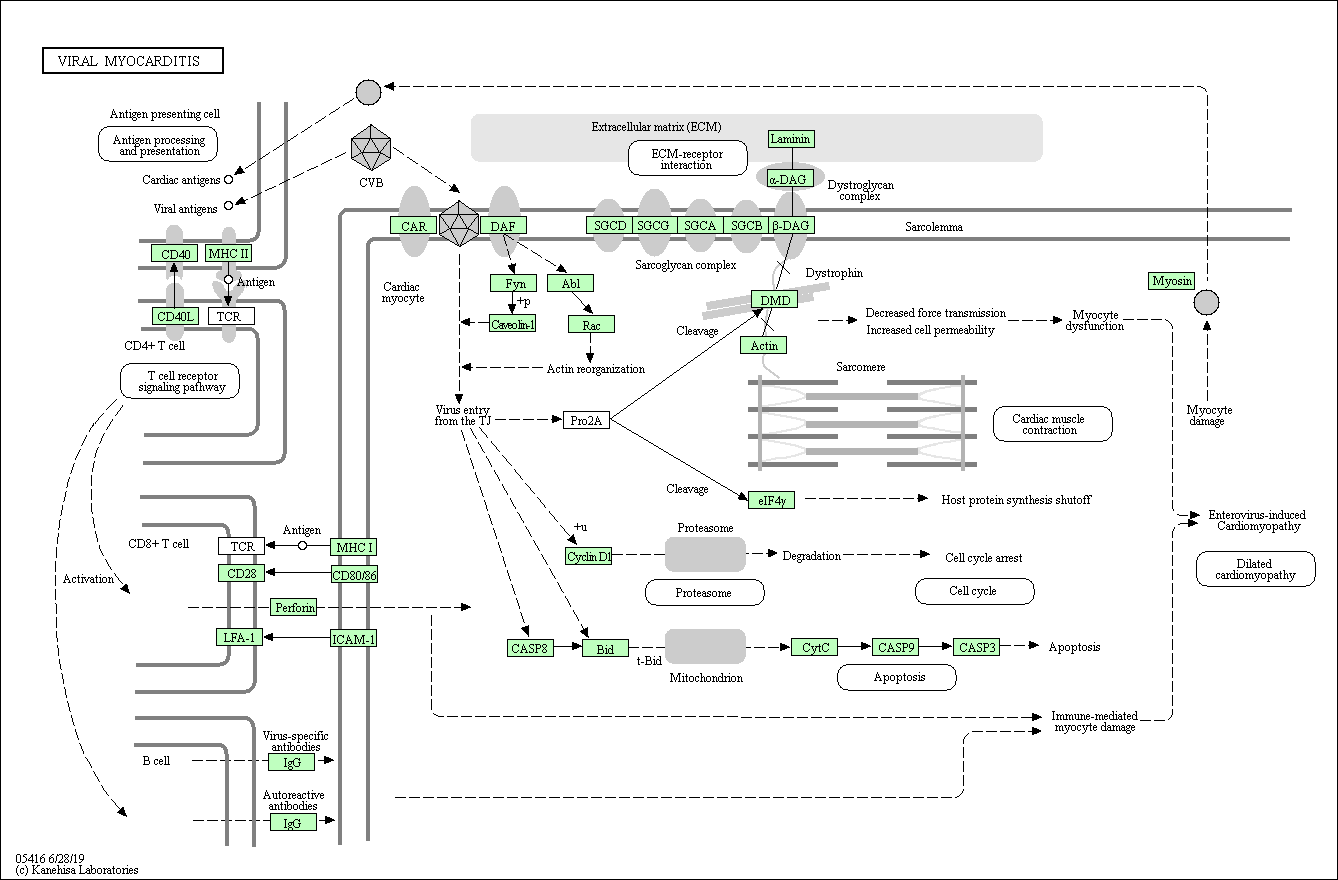 VIRAL MYOCARDITIS
Antigen presenting cell
Antigen processing
and presentation
Cardiac antigens
Viral antigens
CVB
Extracellular matrix (ECM)
ECM-receptor
interaction
Laminin
α-DAG
Dystroglycan
complex
CAR
DAF
SGCD
SGCG
SGCA
SGCB
β-DAG
Sarcolemma
Sarcoglycan complex
CD40
MHC II
Antigen
CD40L
TCR
CD4+ T cell
T cell receptor
signaling pathway
Cardiac
myocyte
Fyn
Abl
+p
Caveolin-1
Rac
Actin reorganization
Dystrophin
DMD
Cleavage
Actin
Decreased force transmission
Increased cell permeability
Myocyte
dysfunction
Myosin
Sarcomere
Virus entry
from the TJ
Pro2A
Cardiac muscle
contraction
Myocyte
damage
Cleavage
eIF4γ
Host protein synthesis shutoff
Enterovirus-induced
Cardiomyopathy
Dilated
cardiomyopathy
CD8+ T cell
TCR
Antigen
MHC I
CD28
CD80/86
Activation
Perforin
LFA-1
ICAM-1
+u
Cyclin D1
Proteasome
Degradation
Cell cycle arrest
Proteasome
Cell cycle
CASP8
Bid
t-Bid
Mitochondrion
CytC
CASP9
CASP3
Apoptosis
Apoptosis
Immune-mediated
myocyte damage
Virus-specific
antibodies
B cell
IgG
Autoreactive
antibodies
IgG
05416 6/28/19
(c) Kanehisa Laboratories